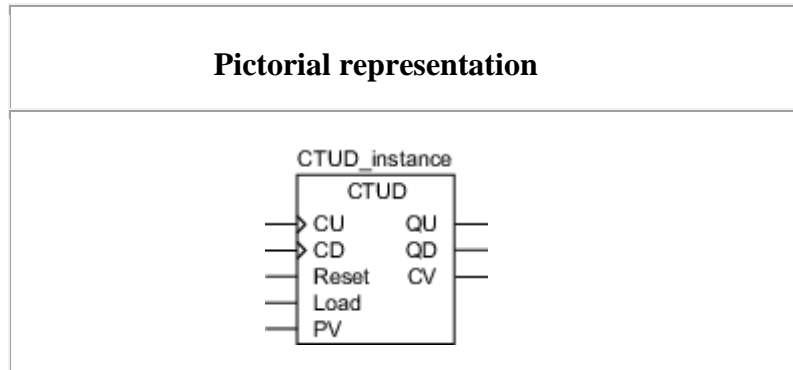 Pictorial representation
CTUD_instance
CTUD
CU QU
CD QD
Reset CV
Load
PV